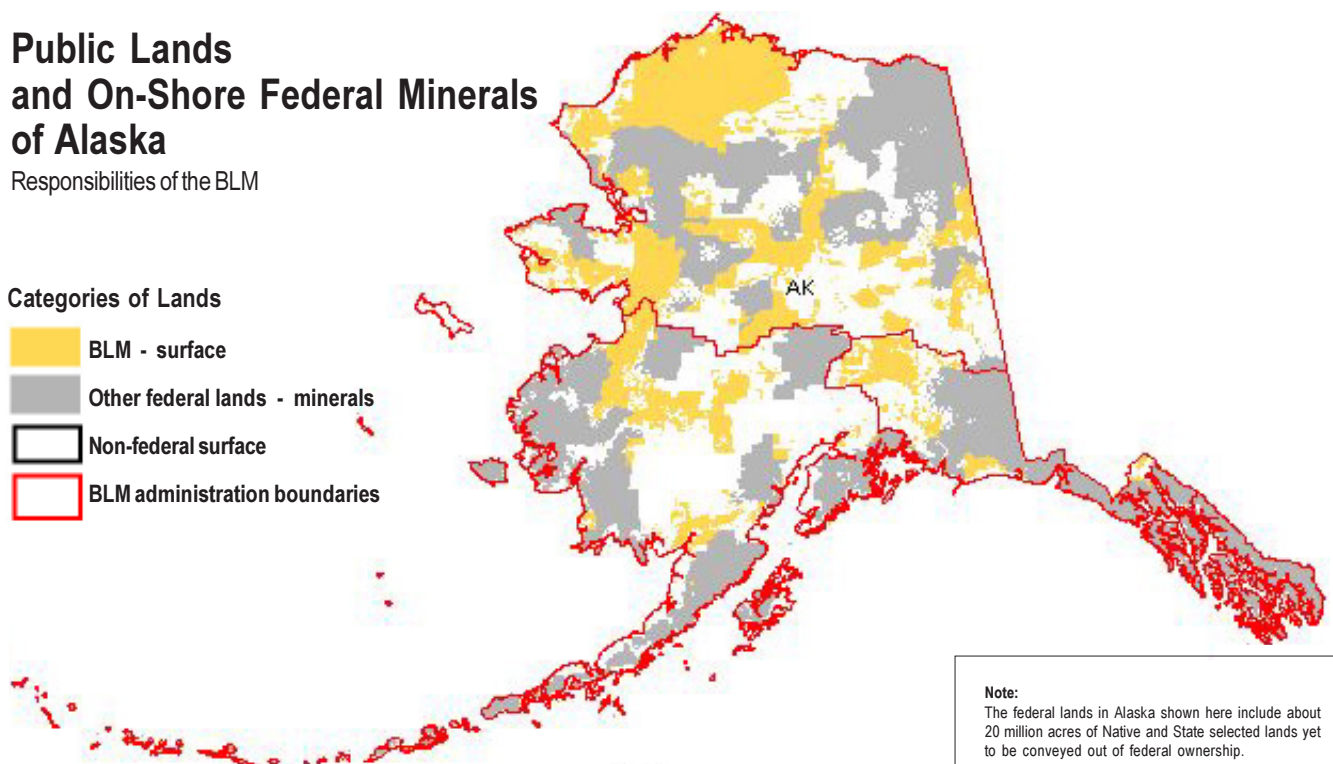 Public Lands
and On-Shore Federal Minerals
of Alaska
Responsibilities of the BLM
Categories of Lands
BLM - surface
Other federal lands - minerals
Non-federal surface
BLM administration boundaries
AK
Note:
The federal lands in Alaska shown here include about
20 million acres of Native and State selected lands yet
to be conveyed out of federal ownership.